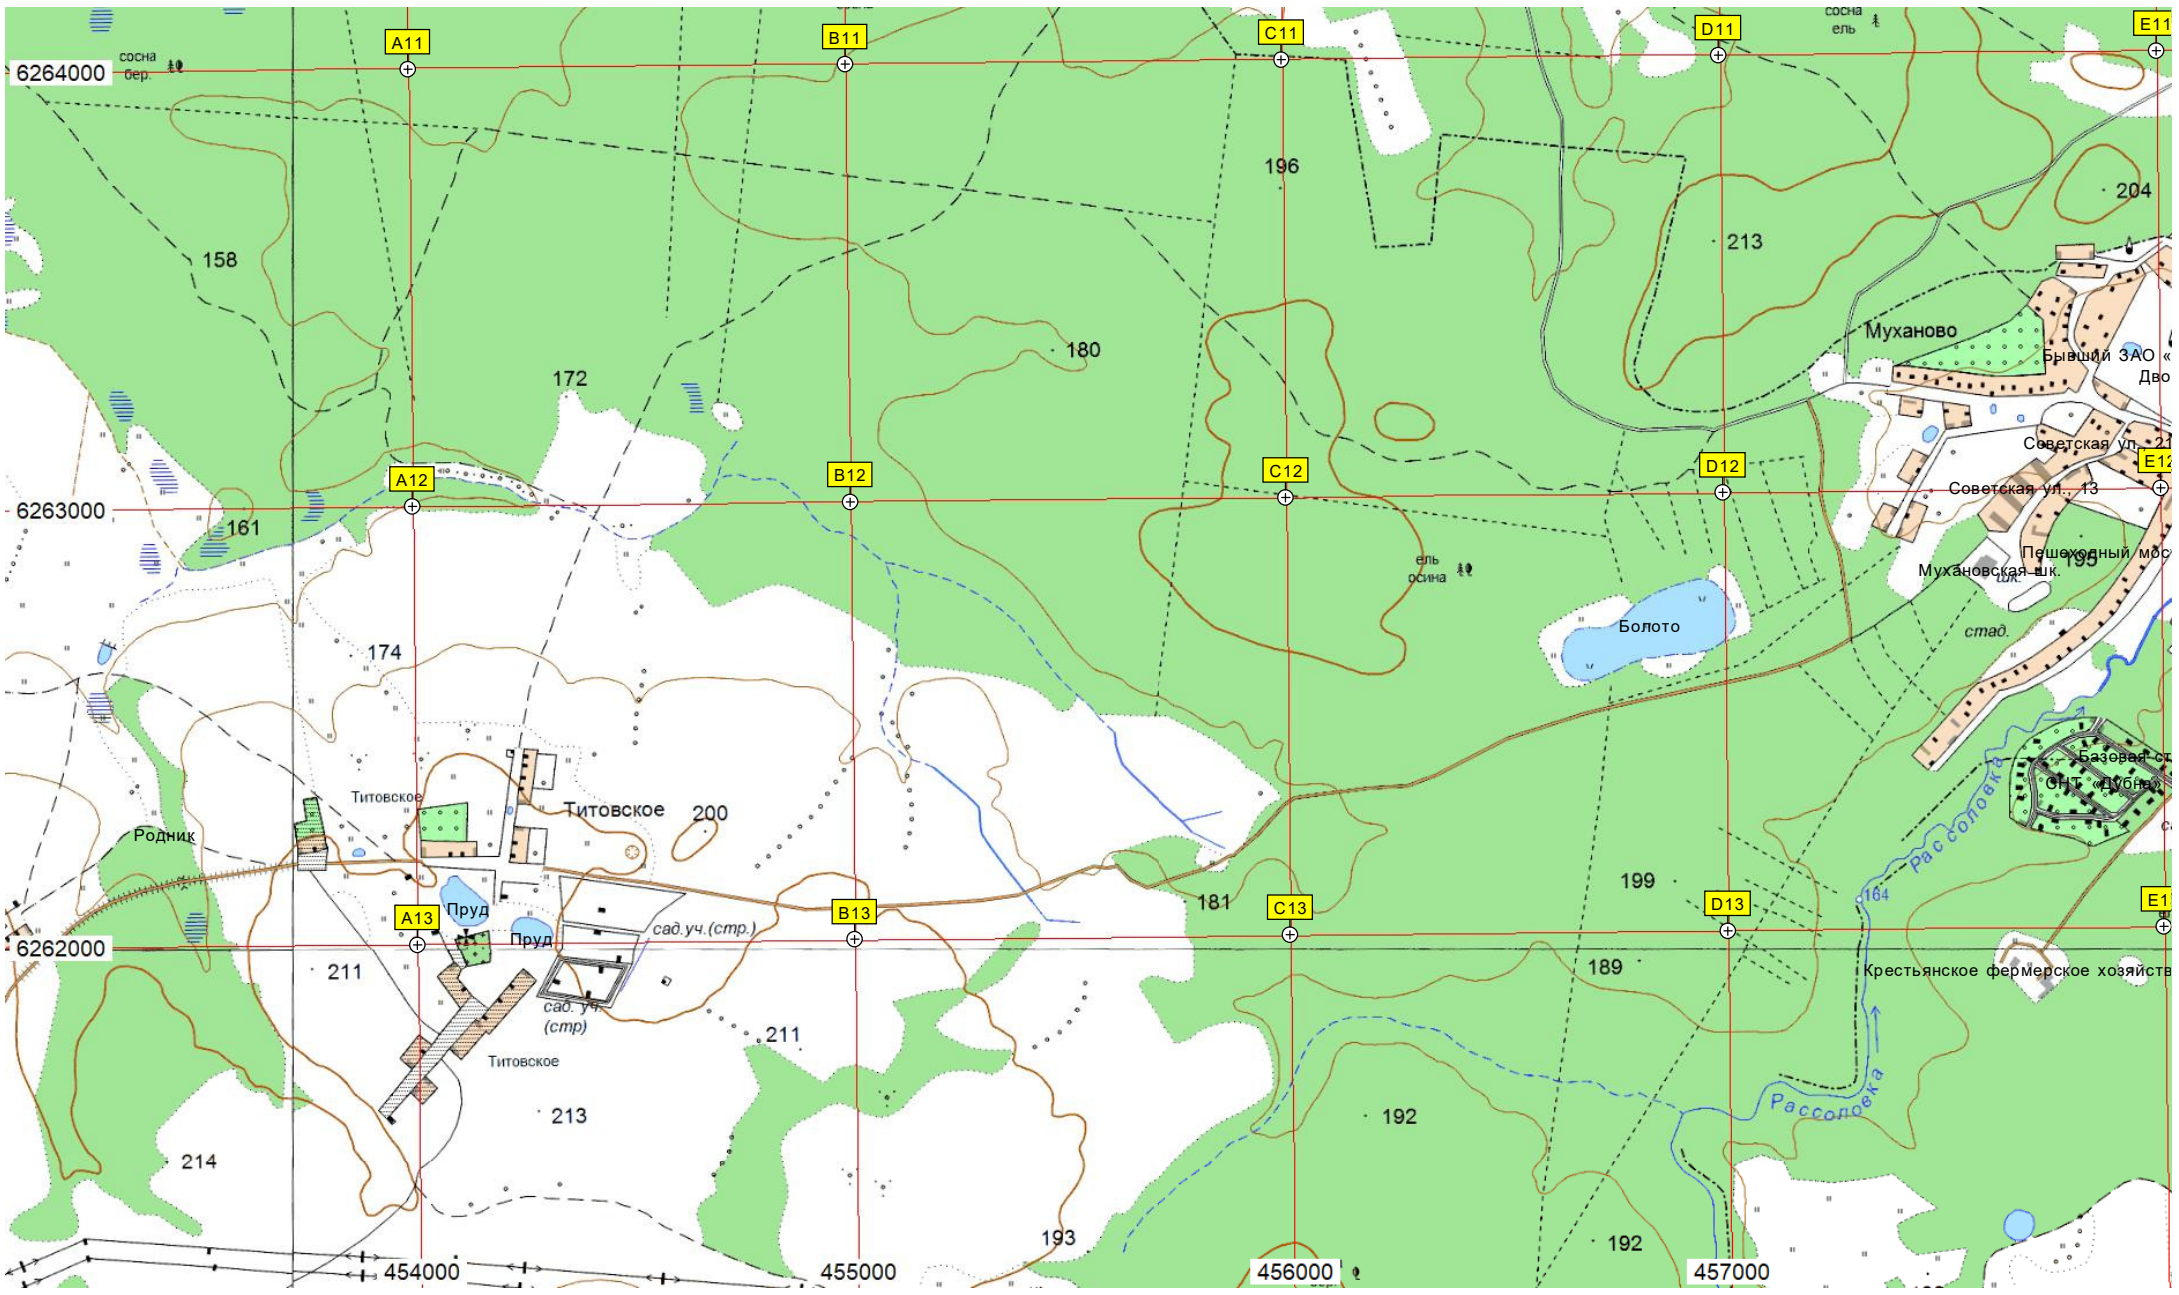 сосна
ель
E11
D11
C11
B11
A11
сосна
бер.
6264000
196
204
213
158
Муханово
180
Бывший ЗАО «
Дво
172
Советская ул., 21
E12
D12
C12
B12
A12
Советская ул., 13
6263000
161
Пешеходный мос
195
ель
осина
Мухановская шк.
шк.
Болото
стад.
174
Базовая ст
СНТ «Дубна»
Титовское
Титовское
200
Рассоловка
Родник
199
164
181
E1
D13
C13
B13
A13
Пруд
сад.уч.(стр.)
Пруд
6262000
211
189
Крестьянское фермерское хозяйств
сад. уч.
(стр)
211
Титовское
Рассоловка
213
192
214
193
192
454000
455000
456000
457000